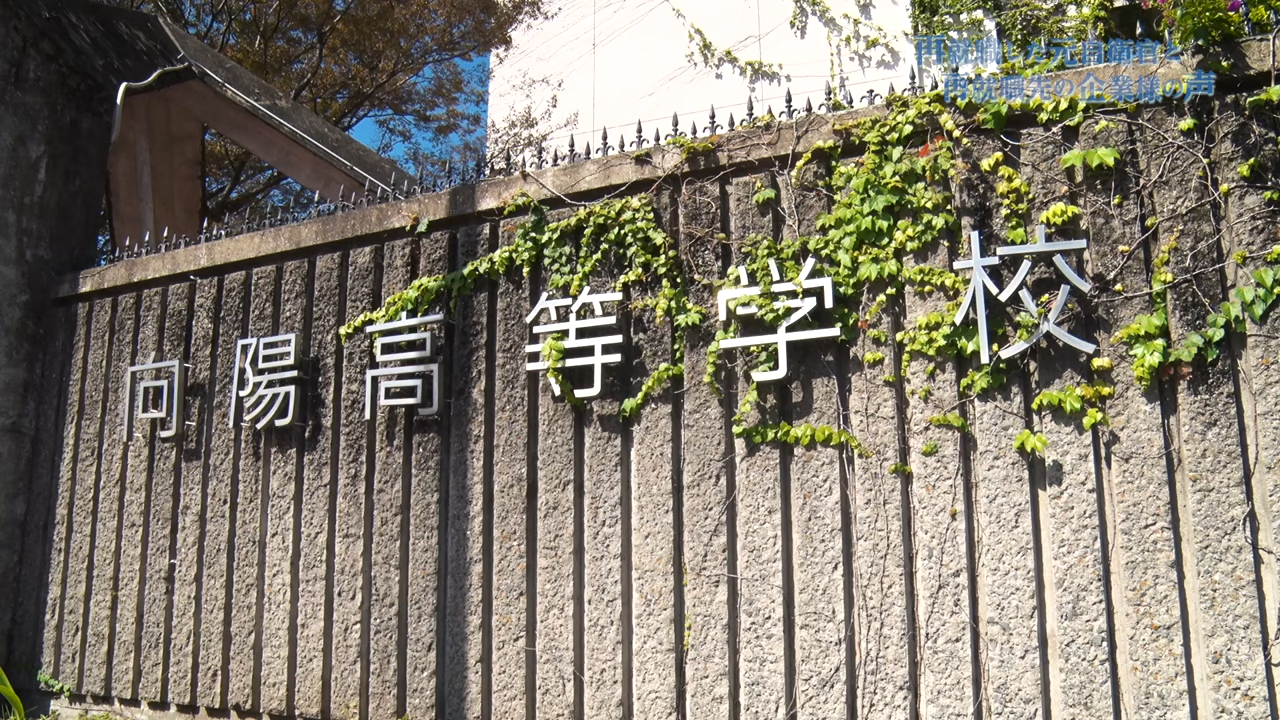 再就職した元自衛官と
再就職先の企業様の声
向陽高等学校